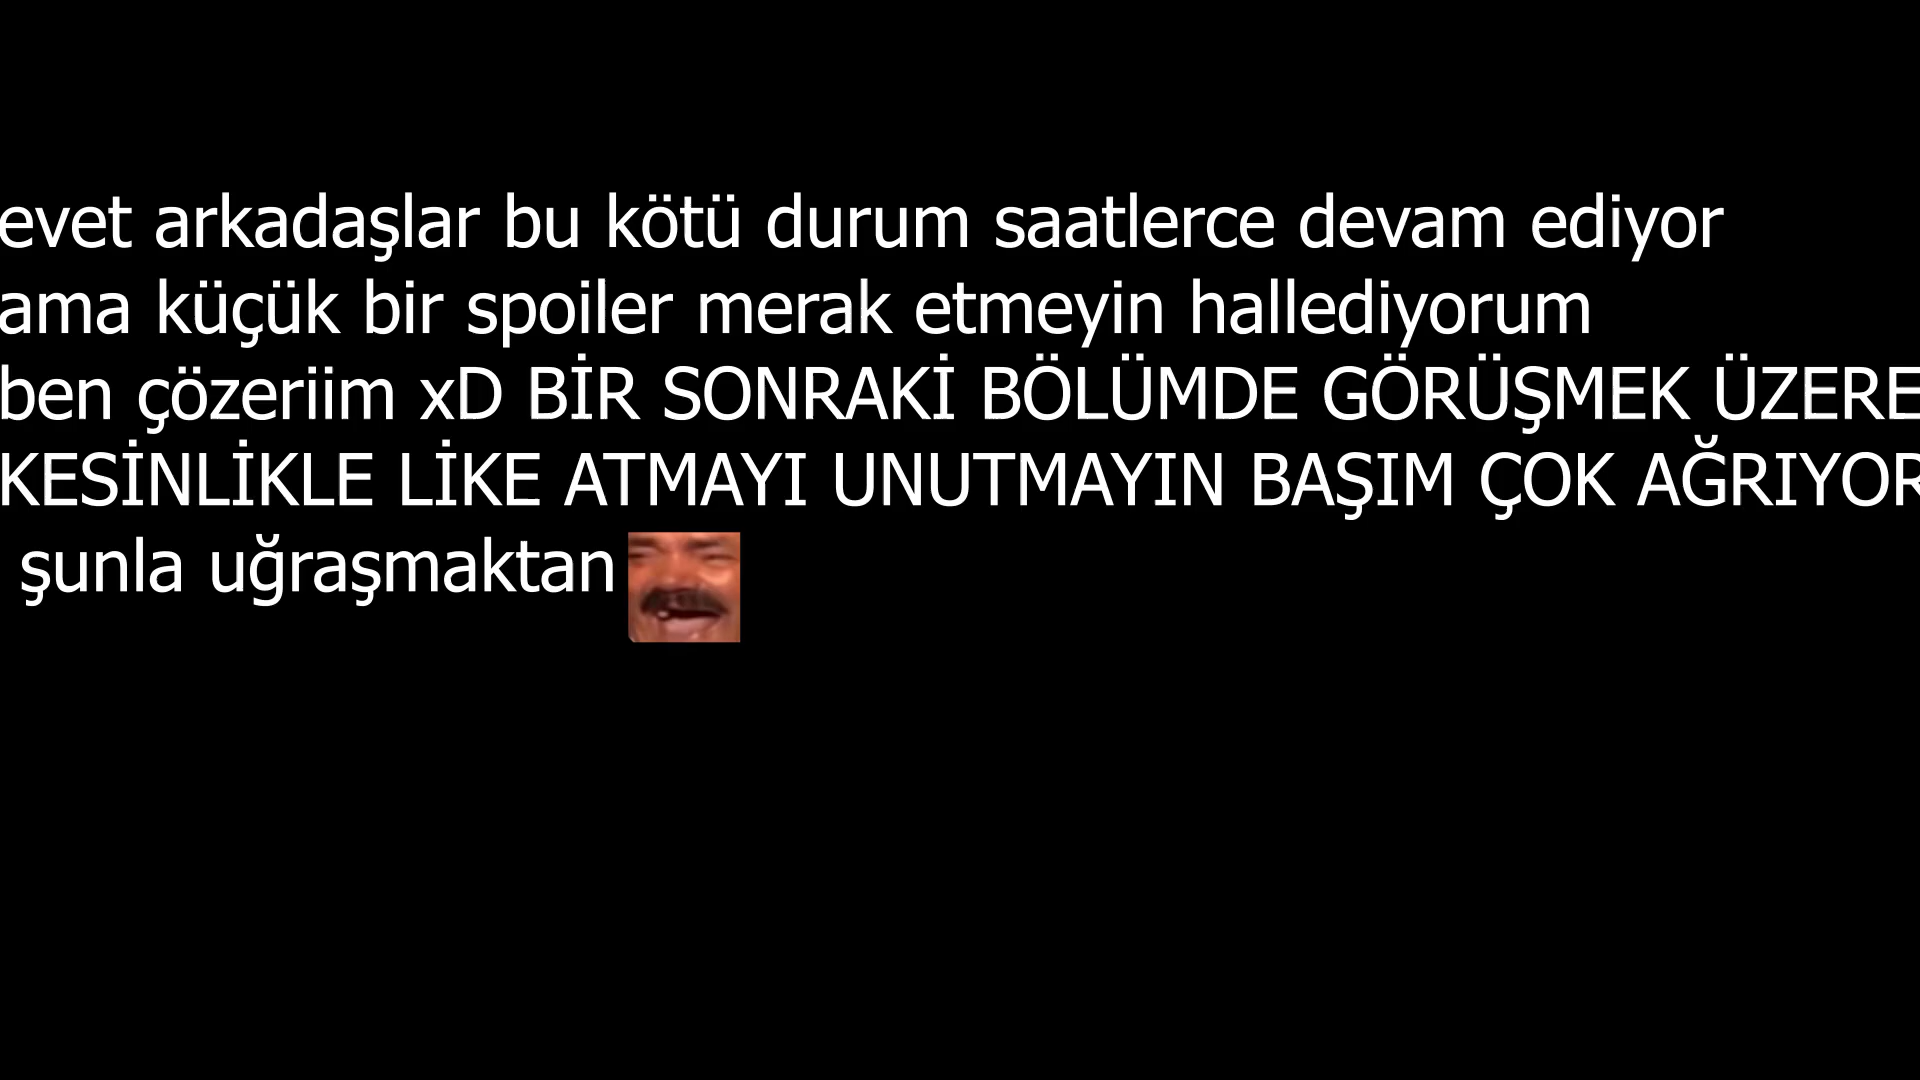 evet arkadaşlar bu kötü durum saatlerce devam ediyor
ama küçük bir spoiler merak etmeyin hallediyorum
ben çözeriim xD BİR SONRAKİ BÖLÜMDE GÖRÜŞMEK ÜZERE
KESİNLİKLE LİKE ATMAYI UNUTMAYIN BAŞIM ÇOK AĞRIYOR
şunla uğraşmaktan